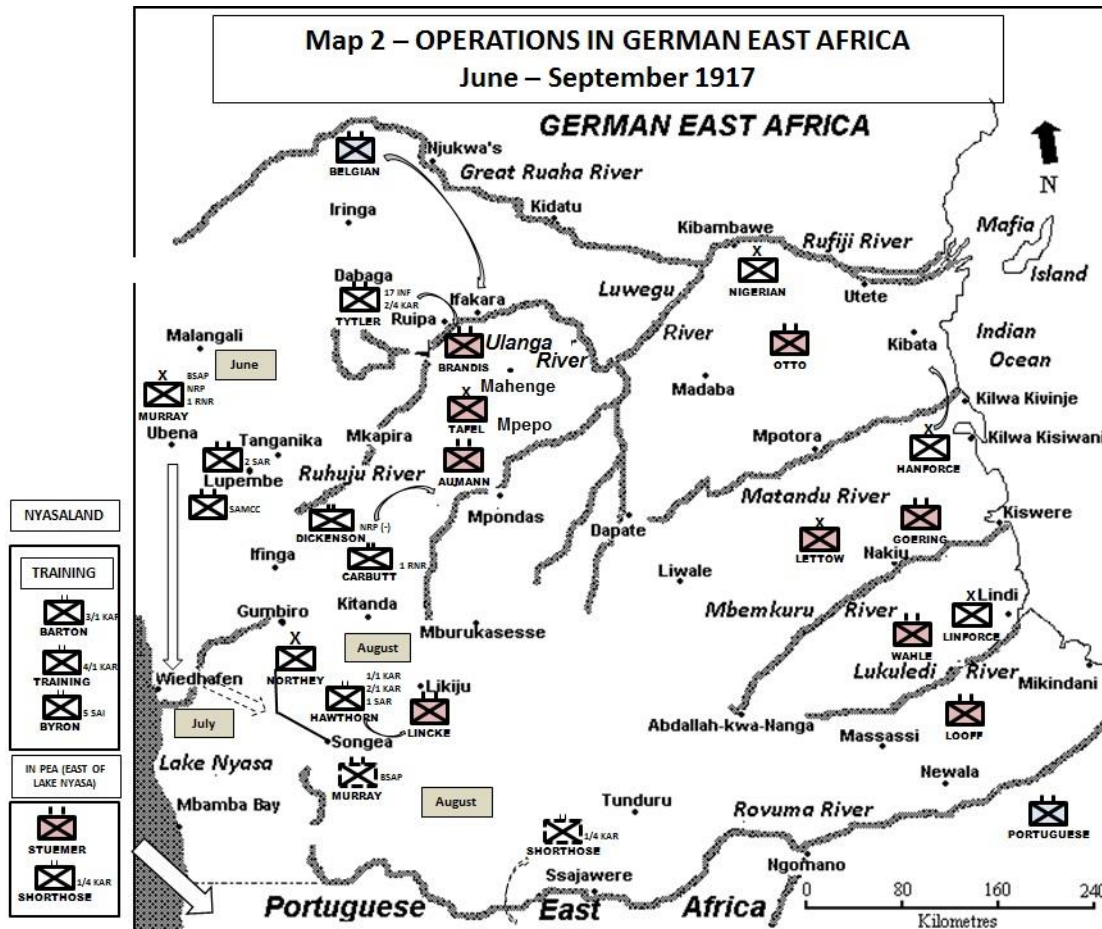 Map 2 – OPERATIONS IN GERMAN EAST AFRICA
June – September 1917
GERMAN EAST AFRICA
BELGIAN
Njukwa's
Great Ruaha River
Iringa
Kidatu
Kibambawe
Rufiji River
Mafia
Island
N
X
NIGERIAN
Utete
Dabaga
17 INF
2/4 KAR
TYTLER
Ifakara
Ruipa
Luwegu
River
Ulanga
River
BRANDIS
Malangali
June
OTTO
Kibata
Indian
Ocean
X
BSAP
NRP
1 RNR
MURRAY
Ubena
Mahenge
X
TAFEL
Mpepo
Madaba
Kilwa Kivinje
Kilwa Kisiwani
X
HANFORCE
Tanganika
2 SAR
Lupembe
SAMCC
Mkapira
Ruhuju River
AUMANN
Mpotora
Matandu River
Mpondas
Dapate
DICKENSON
NRP (-)
GOERING
Kiswere
X
LETTOW
Nakiu
NYASALAND
TRAINING
3/1 KAR
BARTON
4/1 KAR
TRAINING
5 SAI
BYRON
Ifinga
CARBUTT
1 RNR
Liwale
Kitanda
Mbemkuru River
X
Lindi
LINFORCE
Gumbiro
Mburukasesse
WAHLE
August
X
NORTHEY
Lukuledi River
Mikindani
Wiedhafen
1/1 KAR
2/1 KAR
1 SAR
HAWTHORN
Likiju
LINCKE
July
Abdallah-kwa-Nanga
LOOFF
Massassi
Songea
Lake Nyasa
BSAP
MURRAY
Newala
IN PEA (EAST OF
LAKE NYASA)
STUEMER
1/4 KAR
SHORTHOSE
Mbamba Bay
August
Tunduru
Rovuma River
PORTUGUESE
1/4 KAR
SHORTHOSE
Ngomano
Ssajawere
Portuguese East Africa
0 80 160 240
Kilometres